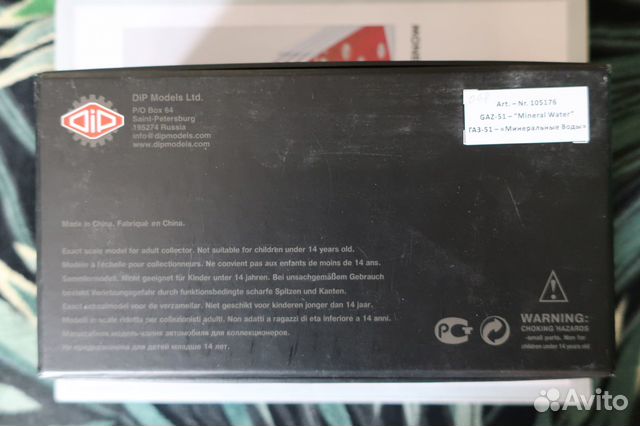 DiP
DiP Models Ltd.
P/O Box 64
Saint-Petersburg
195274 Russia
info@dipmodels.com
www.dipmodels.com
Art. – Nr. 105176
GAZ-51 – "Mineral Water"
ГАЗ-51 – «Минеральные Воды»
Made in China. Fabriqué en China.
Exact scale model for adult collector. Not suitable for children under 14 years old.
Modèle à l'échelle pour collectionneurs. Ne convient pas aux enfants de moins de 14 ans.
Sammlermodell. Nicht geeignet für Kinder unter 14 jahren. Bei unsachgemäßem Gebrauch
besteht Verletzungsgefahr durch funktionsbedingte scharfe Spitzen und Kanten.
Exact schaalmodel voor de verzamelaar. Niet geschikt voor kinderen jonger dan 14 jaar.
Modelli in scala ridotta per collezionisti adulti. Non adatti a ragazzi di eta inferiore a 14 anni.
Масштабная модель-копия автомобиля для коллекционеров.
Не предназначена для детей младше 14 лет.
WARNING:
CHOKING HAZARDS
-small parts. Non for
children under 14 years.
Avito